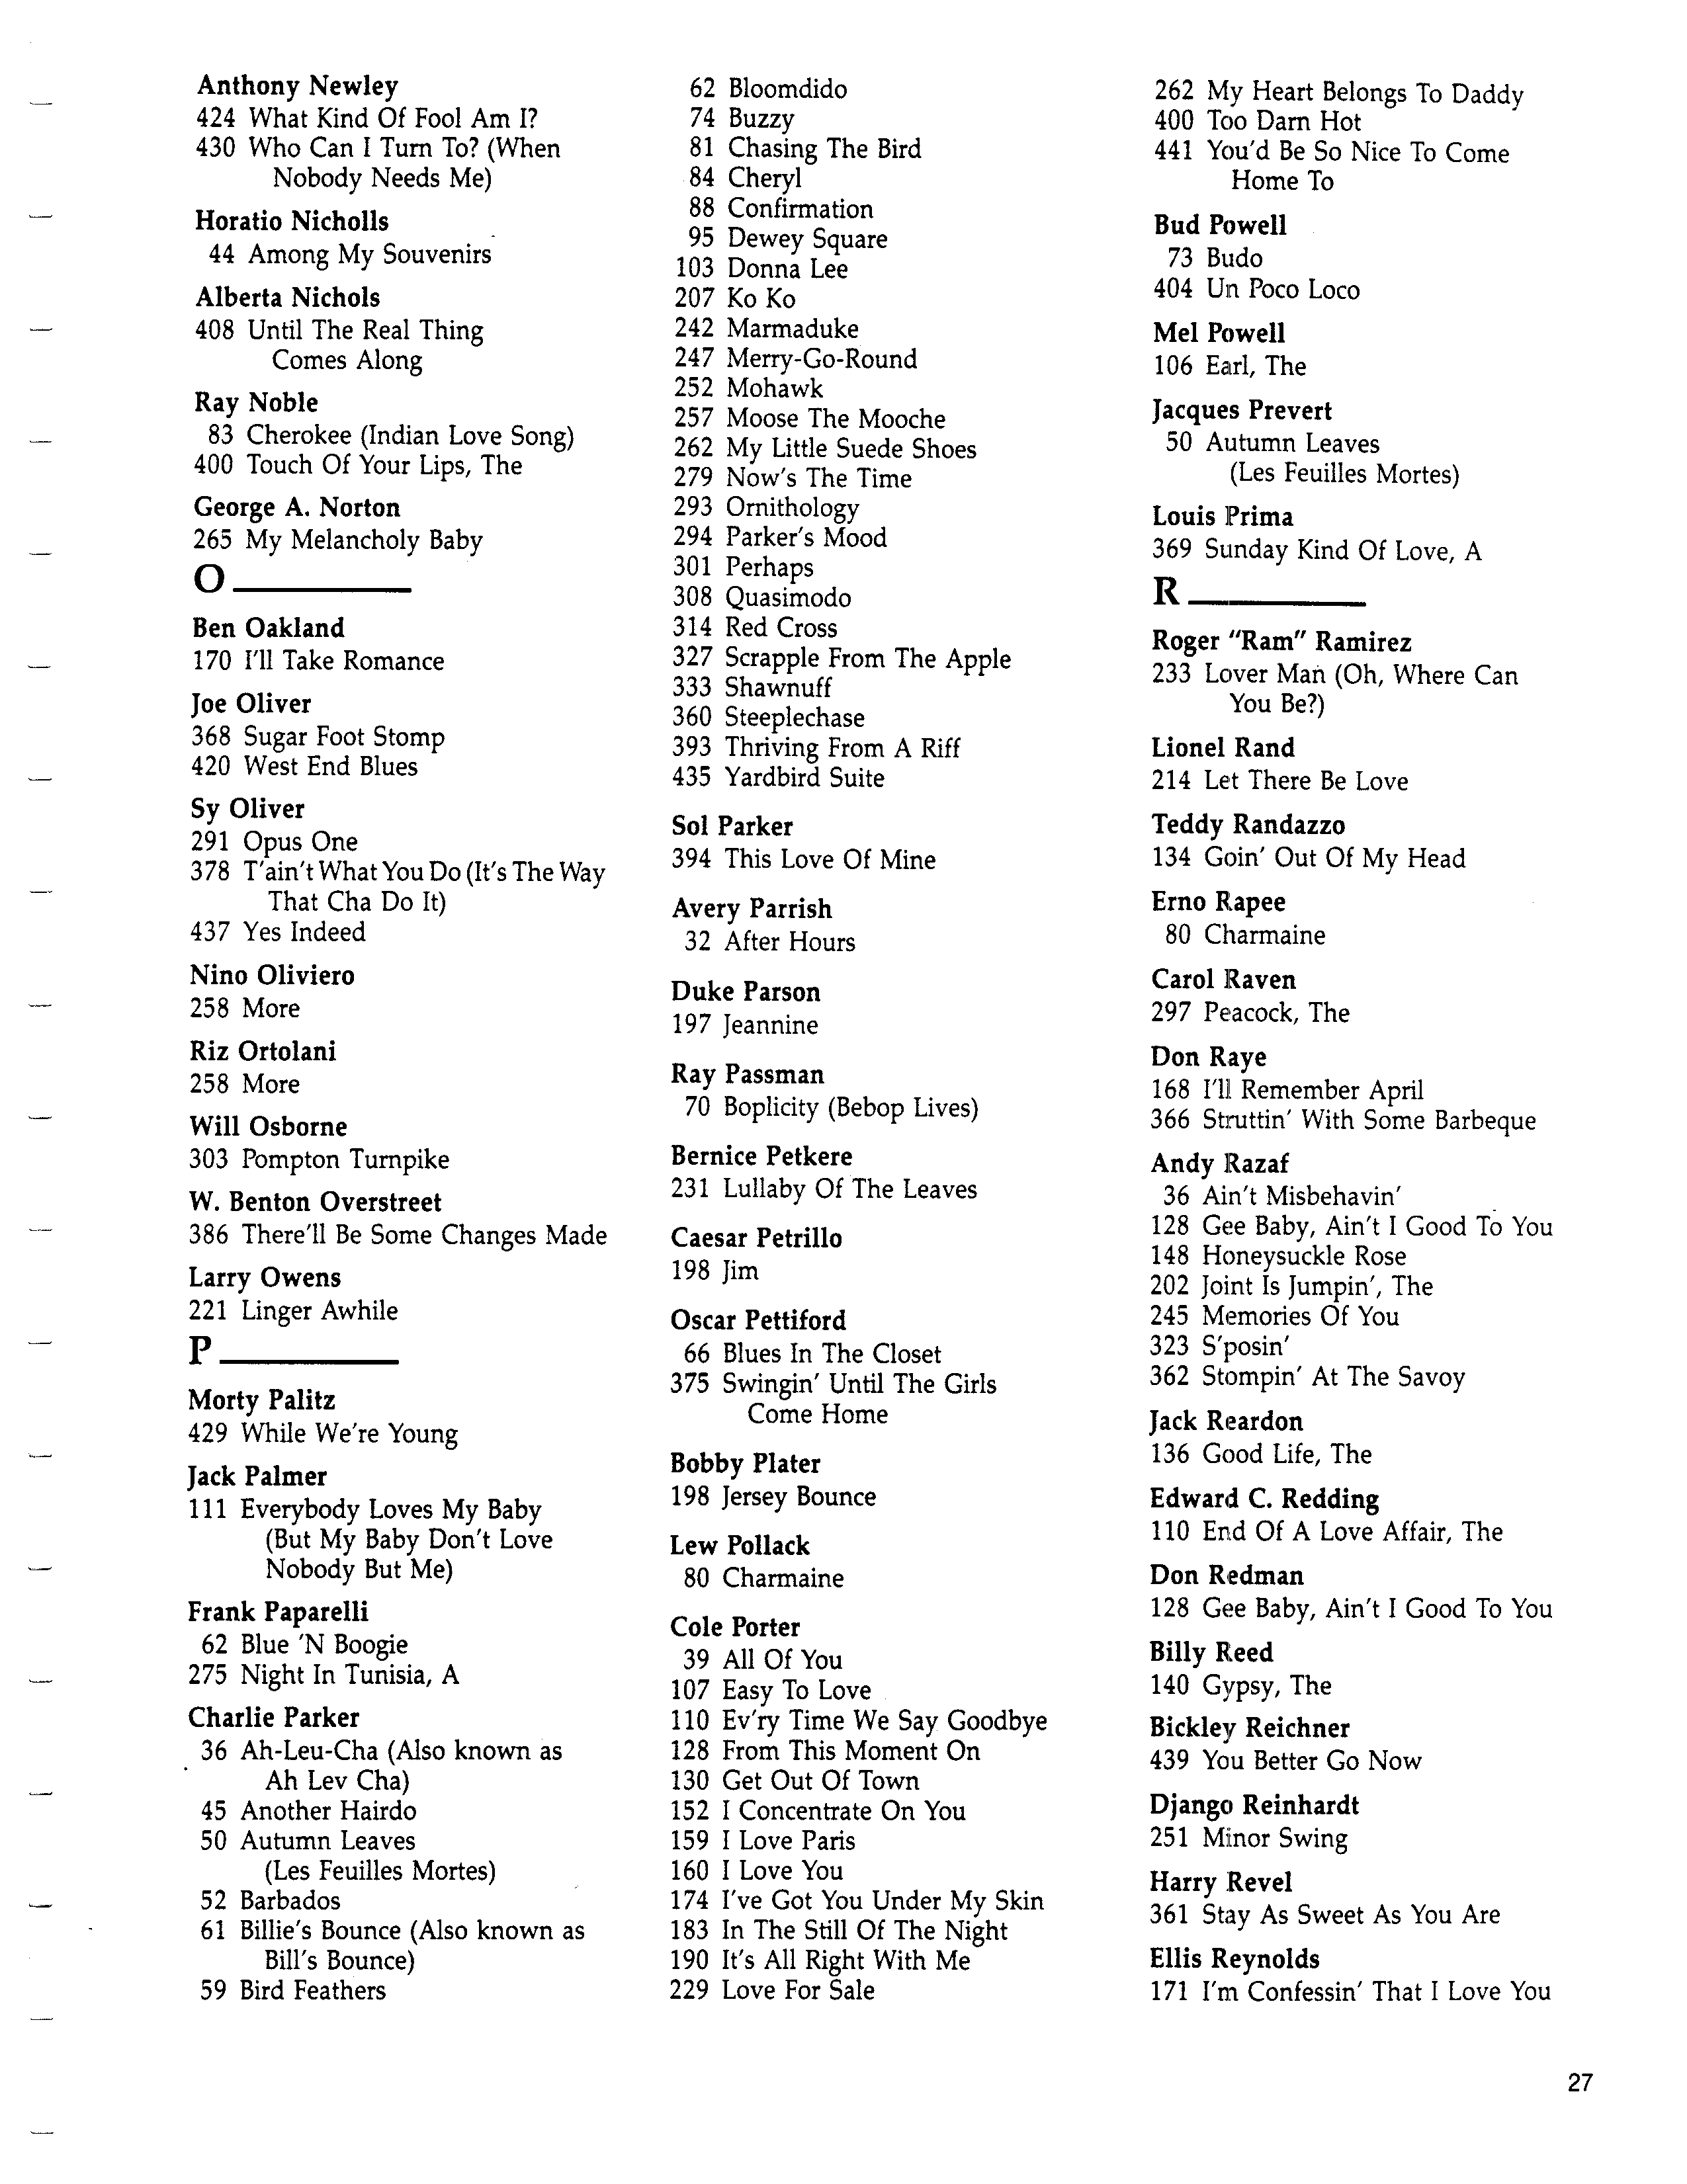 Anthony Newley
424 What Kind Of Fool Am I?
430 Who Can I Turn To? (When
Nobody Needs Me)
Horatio Nicholls
44 Among My Souvenirs
Alberta Nichols
408 Until The Real Thing
Comes Along
Ray Noble
83 Cherokee (Indian Love Song)
400 Touch Of Your Lips, The
George A. Norton
265 My Melancholy Baby
O
Ben Oakland
170 I'll Take Romance
Joe Oliver
368 Sugar Foot Stomp
420 West End Blues
Sy Oliver
291 Opus One
378 T'ain't What You Do (It's The Way
That Cha Do It)
437 Yes Indeed
Nino Oliviero
258 More
Riz Ortolani
258 More
Will Osborne
303 Pompton Turnpike
W. Benton Overstreet
386 There'll Be Some Changes Made
Larry Owens
221 Linger Awhile
P
Morty Palitz
429 While We're Young
Jack Palmer
111 Everybody Loves My Baby
(But My Baby Don't Love
Nobody But Me)
Frank Paparelli
62 Blue 'N Boogie
275 Night In Tunisia, A
Charlie Parker
36 Ah-Leu-Cha (Also known as
Ah Lev Cha)
45 Another Hairdo
50 Autumn Leaves
(Les Feuilles Mortes)
52 Barbados
61 Billie's Bounce (Also known as
Bill's Bounce)
59 Bird Feathers
62 Bloomdido
74 Buzzy
81 Chasing The Bird
84 Cheryl
88 Confirmation
95 Dewey Square
103 Donna Lee
207 Ko Ko
242 Marmaduke
247 Merry-Go-Round
252 Mohawk
257 Moose The Mooche
262 My Little Suede Shoes
279 Now's The Time
293 Ornithology
294 Parker's Mood
301 Perhaps
308 Quasimodo
314 Red Cross
327 Scrapple From The Apple
333 Shawnuff
360 Steeplechase
393 Thriving From A Riff
435 Yardbird Suite
Sol Parker
394 This Love Of Mine
Avery Parrish
32 After Hours
Duke Parson
197 Jeannine
Ray Passman
70 Boplicity (Bebop Lives)
Bernice Petkere
231 Lullaby Of The Leaves
Caesar Petrillo
198 Jim
Oscar Pettiford
66 Blues In The Closet
375 Swingin' Until The Girls
Come Home
Bobby Plater
198 Jersey Bounce
Lew Pollack
80 Charmaine
Cole Porter
39 All Of You
107 Easy To Love
110 Ev'ry Time We Say Goodbye
128 From This Moment On
130 Get Out Of Town
152 I Concentrate On You
159 I Love Paris
160 I Love You
174 I've Got You Under My Skin
183 In The Still Of The Night
190 It's All Right With Me
229 Love For Sale
262 My Heart Belongs To Daddy
400 Too Darn Hot
441 You'd Be So Nice To Come
Home To
Bud Powell
73 Budo
404 Un Poco Loco
Mel Powell
106 Earl, The
Jacques Prevert
50 Autumn Leaves
(Les Feuilles Mortes)
Louis Prima
369 Sunday Kind Of Love, A
R
Roger "Ram" Ramirez
233 Lover Man (Oh, Where Can
You Be?)
Lionel Rand
214 Let There Be Love
Teddy Randazzo
134 Goin' Out Of My Head
Erno Rapee
80 Charmaine
Carol Raven
297 Peacock, The
Don Raye
168 I'll Remember April
366 Struttin' With Some Barbeque
Andy Razaf
36 Ain't Misbehavin'
128 Gee Baby, Ain't I Good To You
148 Honeysuckle Rose
202 Joint Is Jumpin', The
245 Memories Of You
323 S'posin'
362 Stompin' At The Savoy
Jack Reardon
136 Good Life, The
Edward C. Redding
110 End Of A Love Affair, The
Don Redman
128 Gee Baby, Ain't I Good To You
Billy Reed
140 Gypsy, The
Bickley Reichner
439 You Better Go Now
Django Reinhardt
251 Minor Swing
Harry Revel
361 Stay As Sweet As You Are
Ellis Reynolds
171 I'm Confessin' That I Love You
27